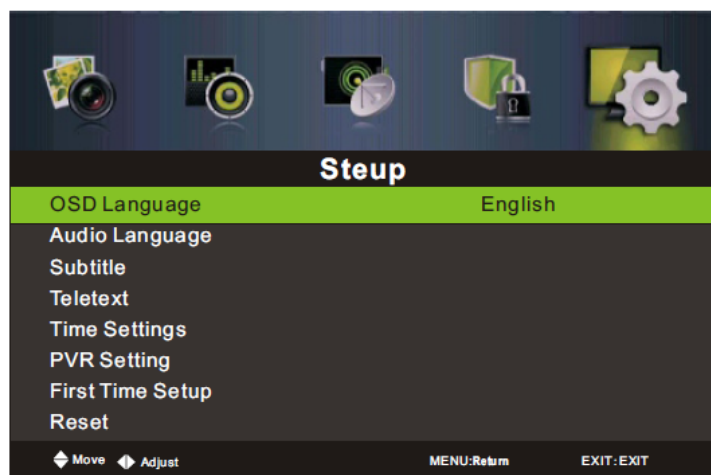 Steup
OSD Language English
Audio Language
Subtitle
Teletext
Time Settings
PVR Setting
First Time Setup
Reset
Move Adjust MENU:Return EXIT:EXIT